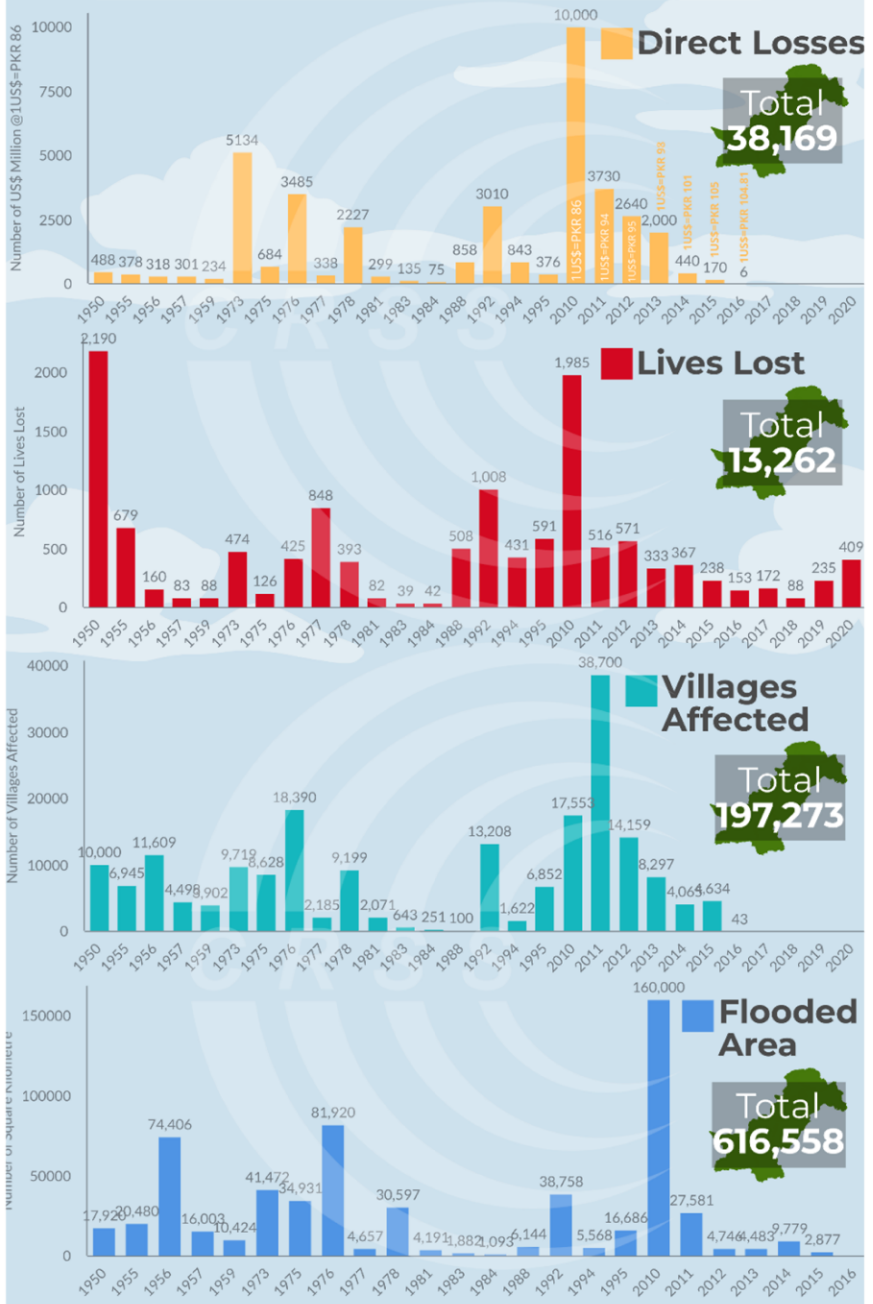 10,000
10000
Direct Losses
Number of US$ Million @1US$=PKR 86
7500
Total
38,169
5134
5000
3485
3730
3010
2640
2500
2227
2,000
488 378 318 301 234 684 338 299 135 75 858 843 376 440 170 6
1US$=PKR 86
1US$=PKR 94
1US$=PKR 95
1US$=PKR 93
1US$=PKR 101
1US$=PKR 105
1US$=PKR 104.81
0
1950 1955 1956 1957 1959 1973 1975 1976 1977 1978 1981 1983 1984 1988 1992 1994 1995 2010 2011 2012 2013 2014 2015 2016 2017 2018 2019 2020
CRSS
2,190
1,985
Lives Lost
Number of Lives Lost
2000
Total
13,262
1500
1,008
1000
848
679 160 83 88 474 126 425 393 82 39 42 508 431 591 516 571 333 367 238 153 172 88 235 409
500
0
1950 1955 1956 1957 1959 1973 1975 1976 1977 1978 1981 1983 1984 1988 1992 1994 1995 2010 2011 2012 2013 2014 2015 2016 2017 2018 2019 2020
40000
38,700
Villages
Affected
Number of Villages Affected
30000
Total
197,273
20000
18,390
17,553
13,208
14,159
10,000 6,945 11,609 9,719 8,628 2,185 9,199 2,071 643 251 100 1,622 6,852 8,297 4,634 43
10000
0
1950 1955 1956 1957 1959 1973 1975 1976 1977 1978 1981 1983 1984 1988 1992 1994 1995 2010 2011 2012 2013 2014 2015 2016 2017 2018 2019 2020
CRSS
160,000
150000
Flooded
Area
Total
616,558
100000
74,406
81,920
50000
17,920 20,480 16,003 10,424 41,472 34,931 4,657 30,597 4,191 1,882 1,093 6,144 38,758 5,568 16,686 27,581 4,746 4,483 9,779 2,877
0
1950 1955 1956 1957 1959 1973 1975 1976 1977 1978 1981 1983 1984 1988 1992 1994 1995 2010 2011 2012 2013 2014 2015 2016